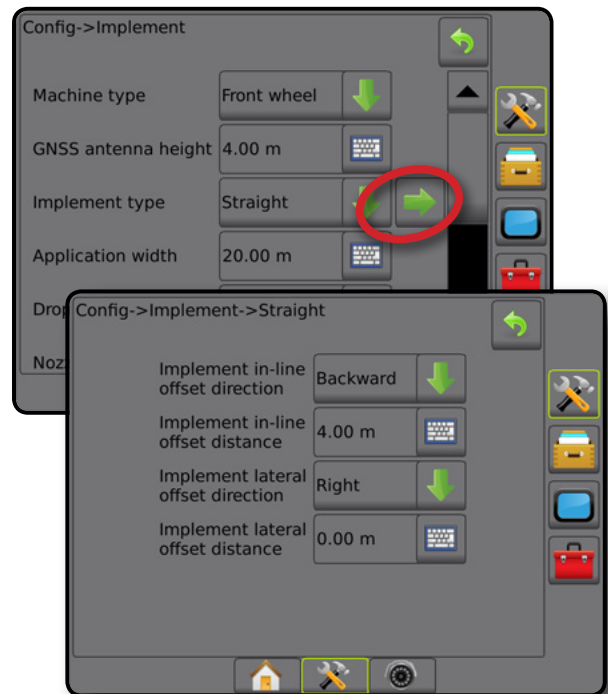 Config->Implement
Machine type Front wheel
GNSS antenna height 4.00 m
Implement type Straight
Application width 20.00 m
Config->Implement->Straight
Implement in-line
offset direction Backward
Implement in-line
offset distance 4.00 m
Implement lateral
offset direction Right
Implement lateral
offset distance 0.00 m